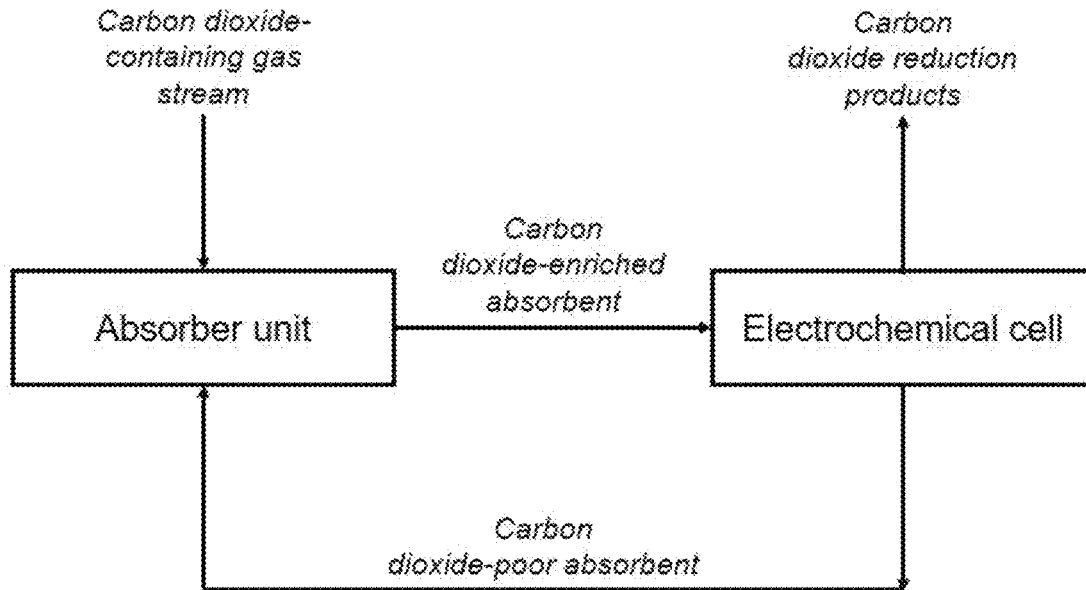 Carbon dioxide-
containing gas
stream
Carbon
dioxide reduction
products
Carbon
dioxide-enriched
absorbent
Absorber unit
Electrochemical cell
Carbon
dioxide-poor absorbent